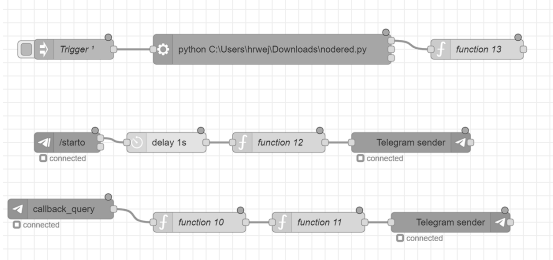 Trigger ¹
python C:\Users\hrwej\Downloads\nodered.py
function 13
/starto
delay 1s
function 12
Telegram sender
connected
connected
callback_query
function 10
function 11
Telegram sender
connected
connected